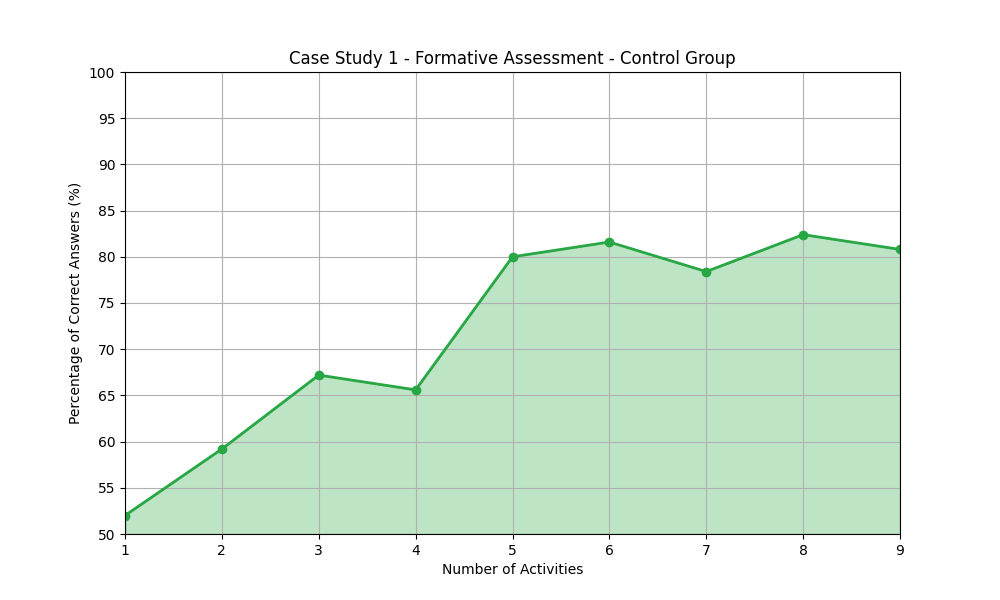 Case Study 1 - Formative Assessment - Control Group
100
95
90
85
80
75
70
65
60
55
50
Percentage of Correct Answers (%)
1 2 3 4 5 6 7 8 9
Number of Activities